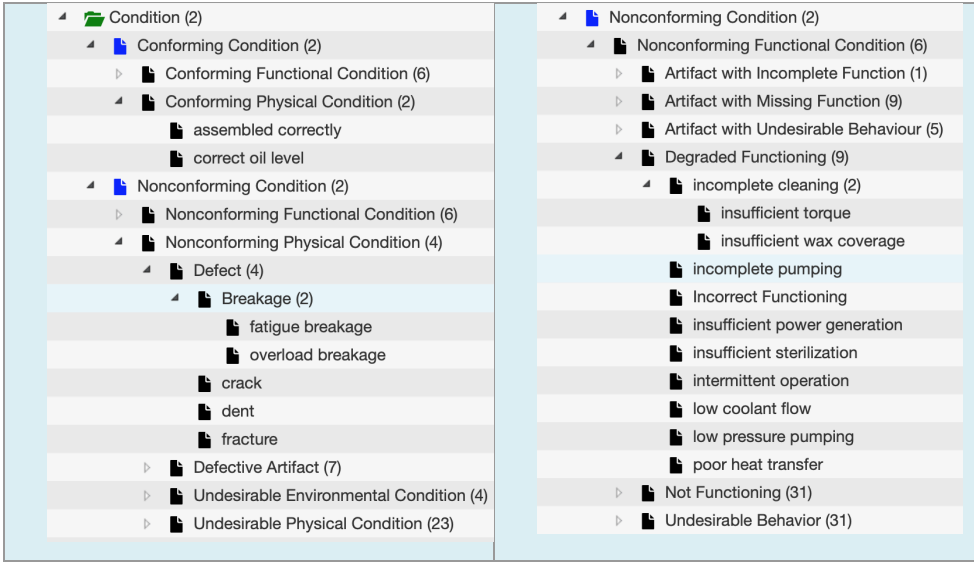 Condition (2)
Conforming Condition (2)
Conforming Functional Condition (6)
Conforming Physical Condition (2)
assembled correctly
correct oil level
Nonconforming Condition (2)
Nonconforming Functional Condition (6)
Nonconforming Physical Condition (4)
Defect (4)
Breakage (2)
fatigue breakage
overload breakage
crack
dent
fracture
Defective Artifact (7)
Undesirable Environmental Condition (4)
Undesirable Physical Condition (23)
Nonconforming Condition (2)
Nonconforming Functional Condition (6)
Artifact with Incomplete Function (1)
Artifact with Missing Function (9)
Artifact with Undesirable Behaviour (5)
Degraded Functioning (9)
incomplete cleaning (2)
insufficient torque
insufficient wax coverage
incomplete pumping
Incorrect Functioning
insufficient power generation
insufficient sterilization
intermittent operation
low coolant flow
low pressure pumping
poor heat transfer
Not Functioning (31)
Undesirable Behavior (31)